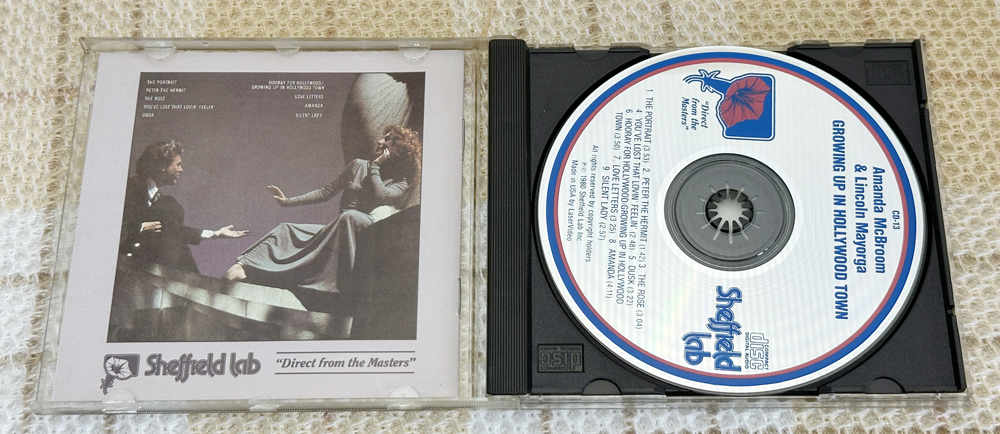 THE PORTRAIT
PETER THE HERMIT
THE ROSE
YOU'VE LOST THAT LOVIN' FEELIN'
DUSK
HOORAY FOR HOLLYWOOD/
GROWING UP IN HOLLYWOOD TOWN
LOVE LETTERS
AMANDA
SILENT LADY
Sheffield Lab
"Direct from the Masters"
CD-13
Amanda McBroom
& Lincoln Mayorga
GROWING UP IN HOLLYWOOD TOWN
"Direct
from the
Masters"
1. THE PORTRAIT (3:53) 2. PETER THE HERMIT (1:42) 3. THE ROSE (3:04)
4. YOU'VE LOST THAT LOVIN' FEELIN' (2:48) 5. DUSK (3:22)
6. HOORAY FOR HOLLYWOOD/GROWING UP IN HOLLYWOOD
TOWN (3:50) 7. LOVE LETTERS (3:25) 8. AMANDA (4:11)
9. SILENT LADY (2:57)
All rights reserved by copyright holders
℗ © 1980 Sheffield Lab Inc.
Made in USA by LaserVideo
Sheffield
lab
COMPACT
disc
DIGITAL AUDIO
disc